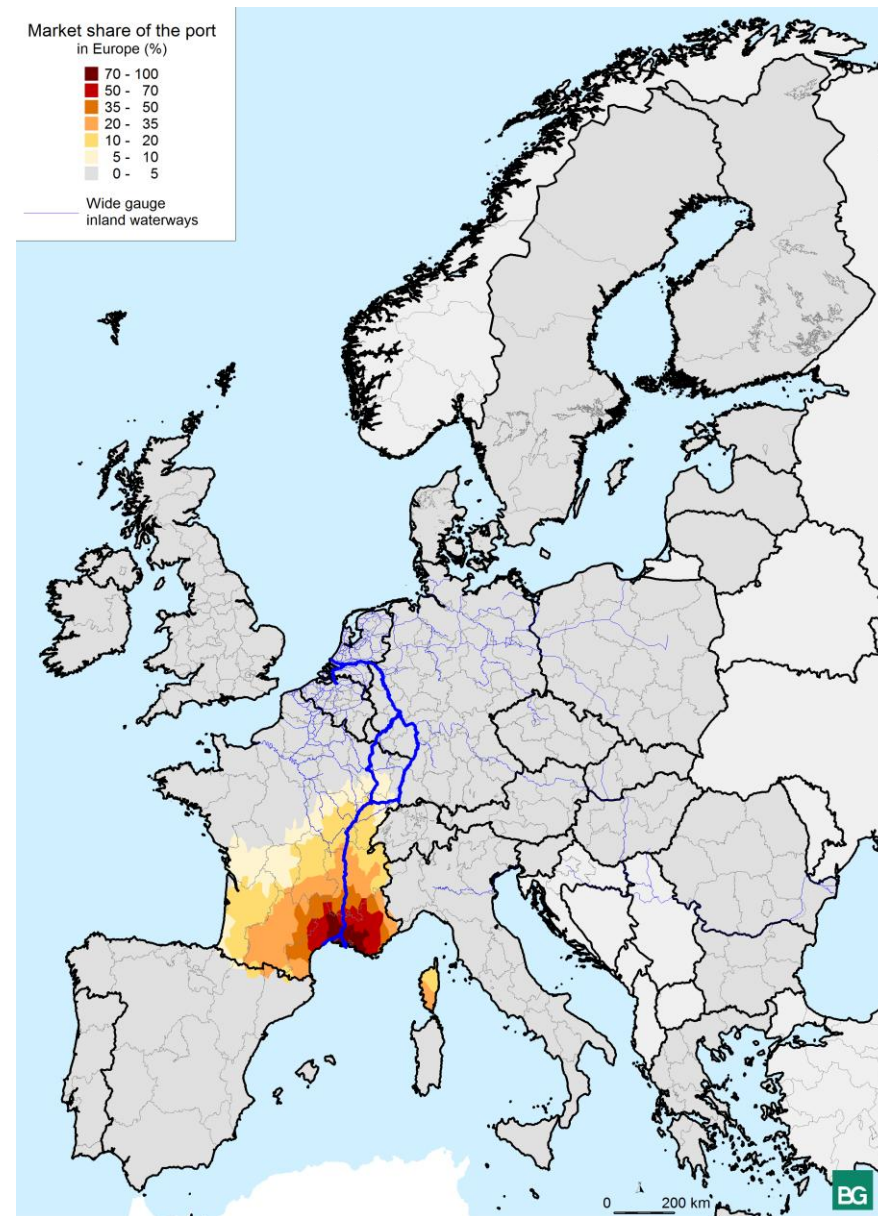 Market share of the port
in Europe (%)
70 - 100
50 - 70
35 - 50
20 - 35
10 - 20
5 - 10
0 - 5
Wide gauge
inland waterways
0 200 km
BG